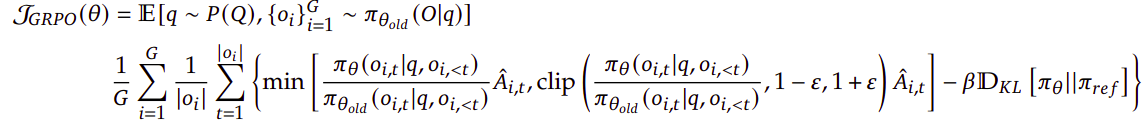 𝒥_{GRPO}(θ) = 𝔼[q ∼ P(Q), {o_i}_{i=1}^{G} ∼ π_{θ_{old}}(O|q)]
\frac{1}{G} \sum_{i=1}^{G} \frac{1}{|o_i|} \sum_{t=1}^{|o_i|} \left\{ \min \left[ \frac{π_θ(o_{i,t}|q, o_{i,<t})}{π_{θ_{old}}(o_{i,t}|q, o_{i,<t})} \hat{A}_{i,t}, \text{clip} \left( \frac{π_θ(o_{i,t}|q, o_{i,<t})}{π_{θ_{old}}(o_{i,t}|q, o_{i,<t})}, 1 − ε, 1 + ε \right) \hat{A}_{i,t} \right] − β𝔻_{KL} [π_θ||π_{ref}] \right\}